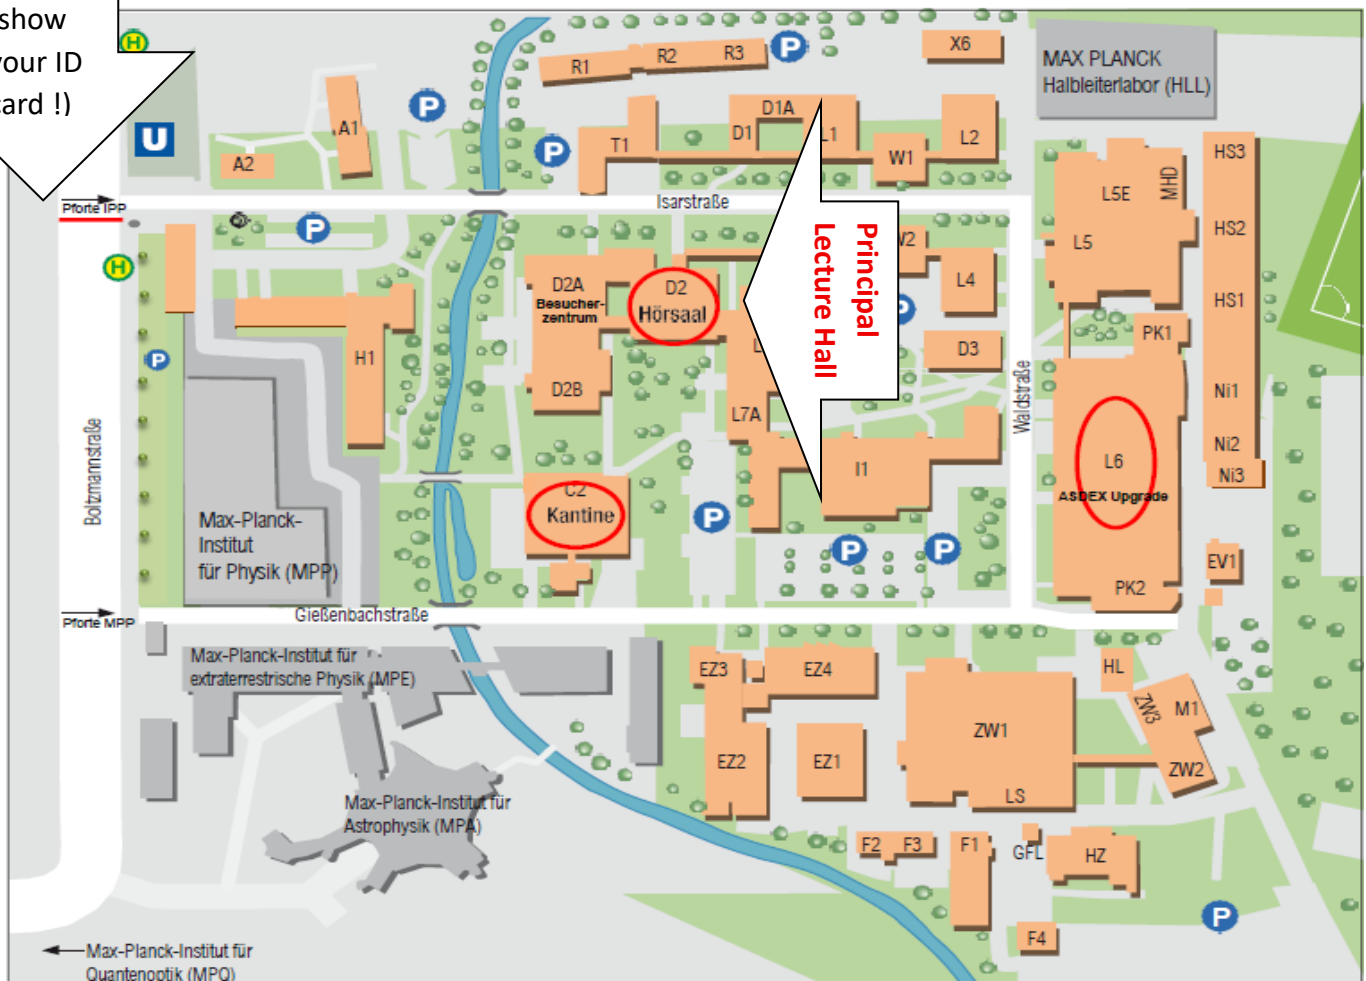 show
your ID
card !)
H
U
A2
A1
P
P
P
R1
R2
R3
X6
MAX PLANCK
Halbleiterlabor (HLL)
T1
D1
D1A
L1
W1
L2
HS3
HS2
HS1
Ni1
Ni2
Ni3
L5E
MHD
L5
Pforte IPP
Isarstraße
H
P
P
D2A
Besucher-
zentrum
D2
Hörsaal
D2B
H1
L7A
Principal
Lecture Hall
L4
P
D3
PK1
Waldstraße
Boltzmannstraße
I1
L6
ASDEX Upgrade
PK2
EV1
C2
Kantine
P
P
P
Max-Planck-
Institut
für Physik (MPP)
Gießenbachstraße
Pforte MPP
Max-Planck-Institut für
extraterrestrische Physik (MPE)
EZ3
EZ4
EZ2
EZ1
ZW1
LS
HL
ZW3
M1
ZW2
Max-Planck-Institut für
Astrophysik (MPA)
F2
F3
F1
GFL
HZ
F4
P
Max-Planck-Institut für
Quantenoptik (MPQ)